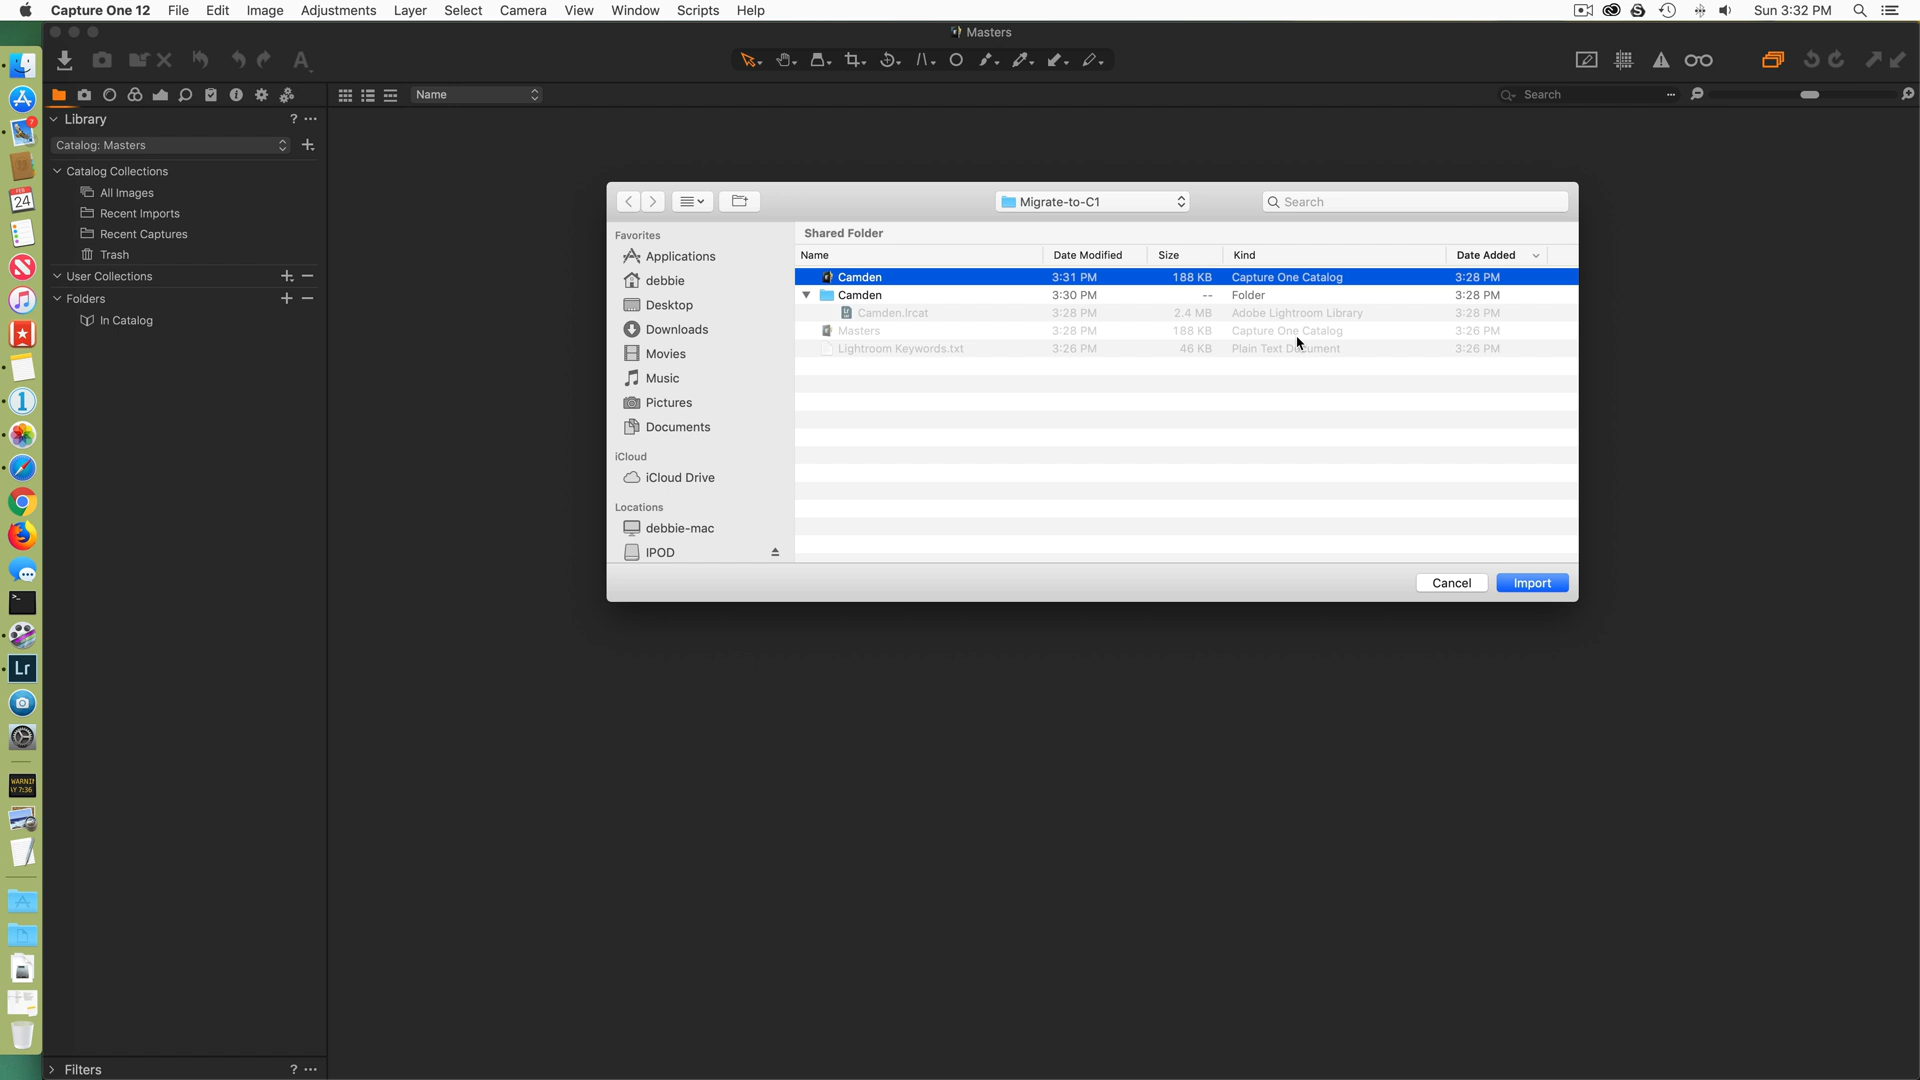 Capture One 12 File Edit Image Adjustments Layer Select Camera View Window Scripts Help Sun 3:32 PM
Masters
Name Search
Library ?
Catalog: Masters
Catalog Collections
All Images
Recent Imports
Recent Captures
Trash
User Collections
Folders
In Catalog
Filters ?
Migrate-to-C1 Search
Favorites
Applications
debbie
Desktop
Downloads
Movies
Music
Pictures
Documents
iCloud
iCloud Drive
Locations
debbie-mac
IPOD
Shared Folder
Name Date Modified Size Kind Date Added
Camden 3:31 PM 188 KB Capture One Catalog 3:28 PM
Camden 3:30 PM -- Folder 3:28 PM
Camden.lrcat 3:28 PM 2.4 MB Adobe Lightroom Library 3:28 PM
Masters 3:28 PM 188 KB Capture One Catalog 3:26 PM
Lightroom Keywords.txt 3:26 PM 46 KB Plain Text Document 3:26 PM
Cancel Import
7
FEB
24
1
Lr
WARNI